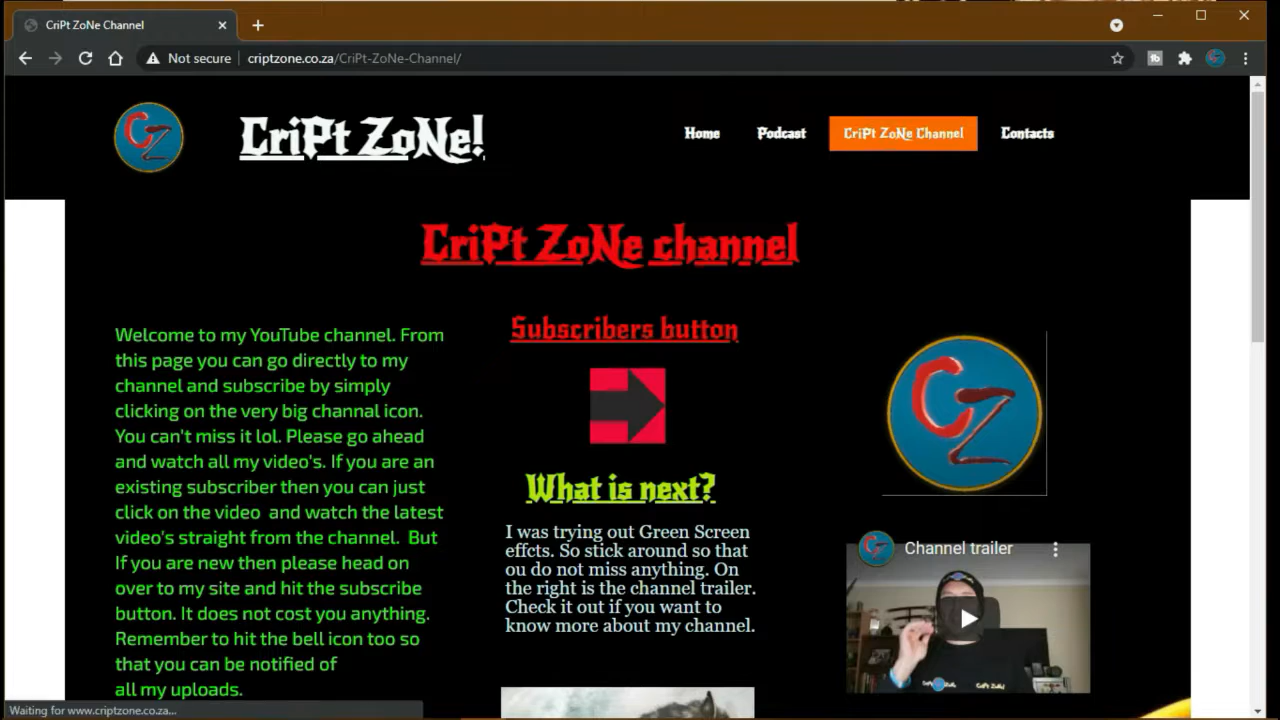 CriPt ZoNe Channel
Not secure
criptzone.co.za/CriPt-ZoNe-Channel/
CZ
CriPt ZoNe!
Home
Podcast
CriPt ZoNe Channel
Contacts
CriPt ZoNe channel
Welcome to my YouTube channel. From
this page you can go directly to my
channel and subscribe by simply
clicking on the very big channal icon.
You can't miss it lol. Please go ahead
and watch all my video's. If you are an
existing subscriber then you can just
click on the video and watch the latest
video's straight from the channel. But
If you are new then please head on
over to my site and hit the subscribe
button. It does not cost you anything.
Remember to hit the bell icon too so
that you can be notified of
all my uploads.
Subscribers button
What is next?
I was trying out Green Screen
effcts. So stick around so that
ou do not miss anything. On
the right is the channel trailer.
Check it out if you want to
know more about my channel.
CZ
Channel trailer
Waiting for www.criptzone.co.za...